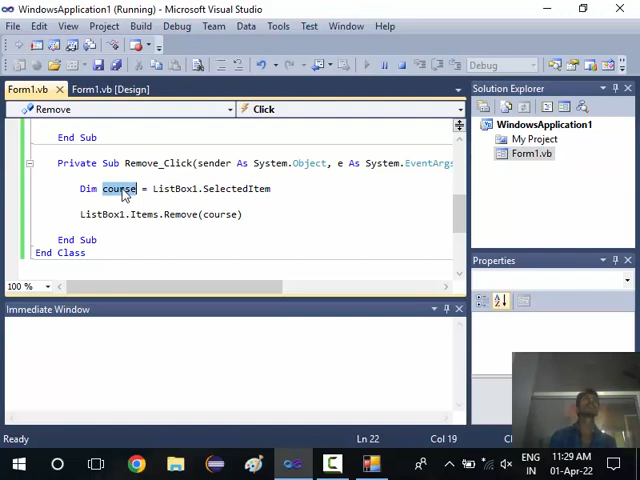 WindowsApplication1 (Running) - Microsoft Visual Studio
File Edit View Project Build Debug Team Data Tools Test Window Help
Debug
Form1.vb Form1.vb [Design]
Remove Click
End Sub
Private Sub Remove_Click(sender As System.Object, e As System.EventArgs
Dim course = ListBox1.SelectedItem
ListBox1.Items.Remove(course)
End Sub
End Class
100 %
Immediate Window
Solution Explorer
WindowsApplication1
My Project
Form1.vb
Properties
Ready Ln 22 Col 19
ENG 11:29 AM
IN 01-Apr-22